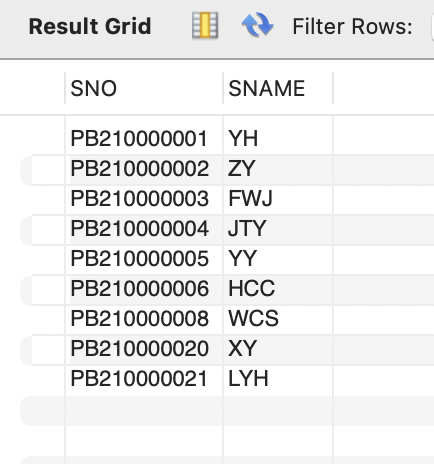 Result Grid Filter Rows:
SNO SNAME
PB210000001 YH
PB210000002 ZY
PB210000003 FWJ
PB210000004 JTY
PB210000005 YY
PB210000006 HCC
PB210000008 WCS
PB210000020 XY
PB210000021 LYH